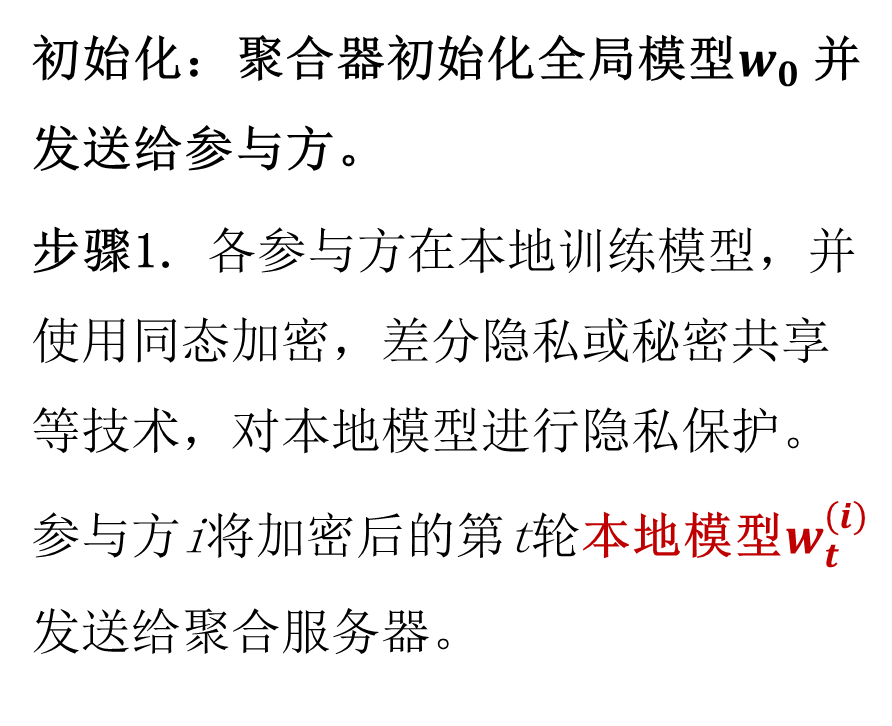 初始化：聚合器初始化全局模型$w_0$ 并
发送给参与方。
步骤1. 各参与方在本地训练模型，并
使用同态加密，差分隐私或秘密共享
等技术，对本地模型进行隐私保护。
参与方i将加密后的第t轮本地模型$w_t^{(i)}$
发送给聚合服务器。